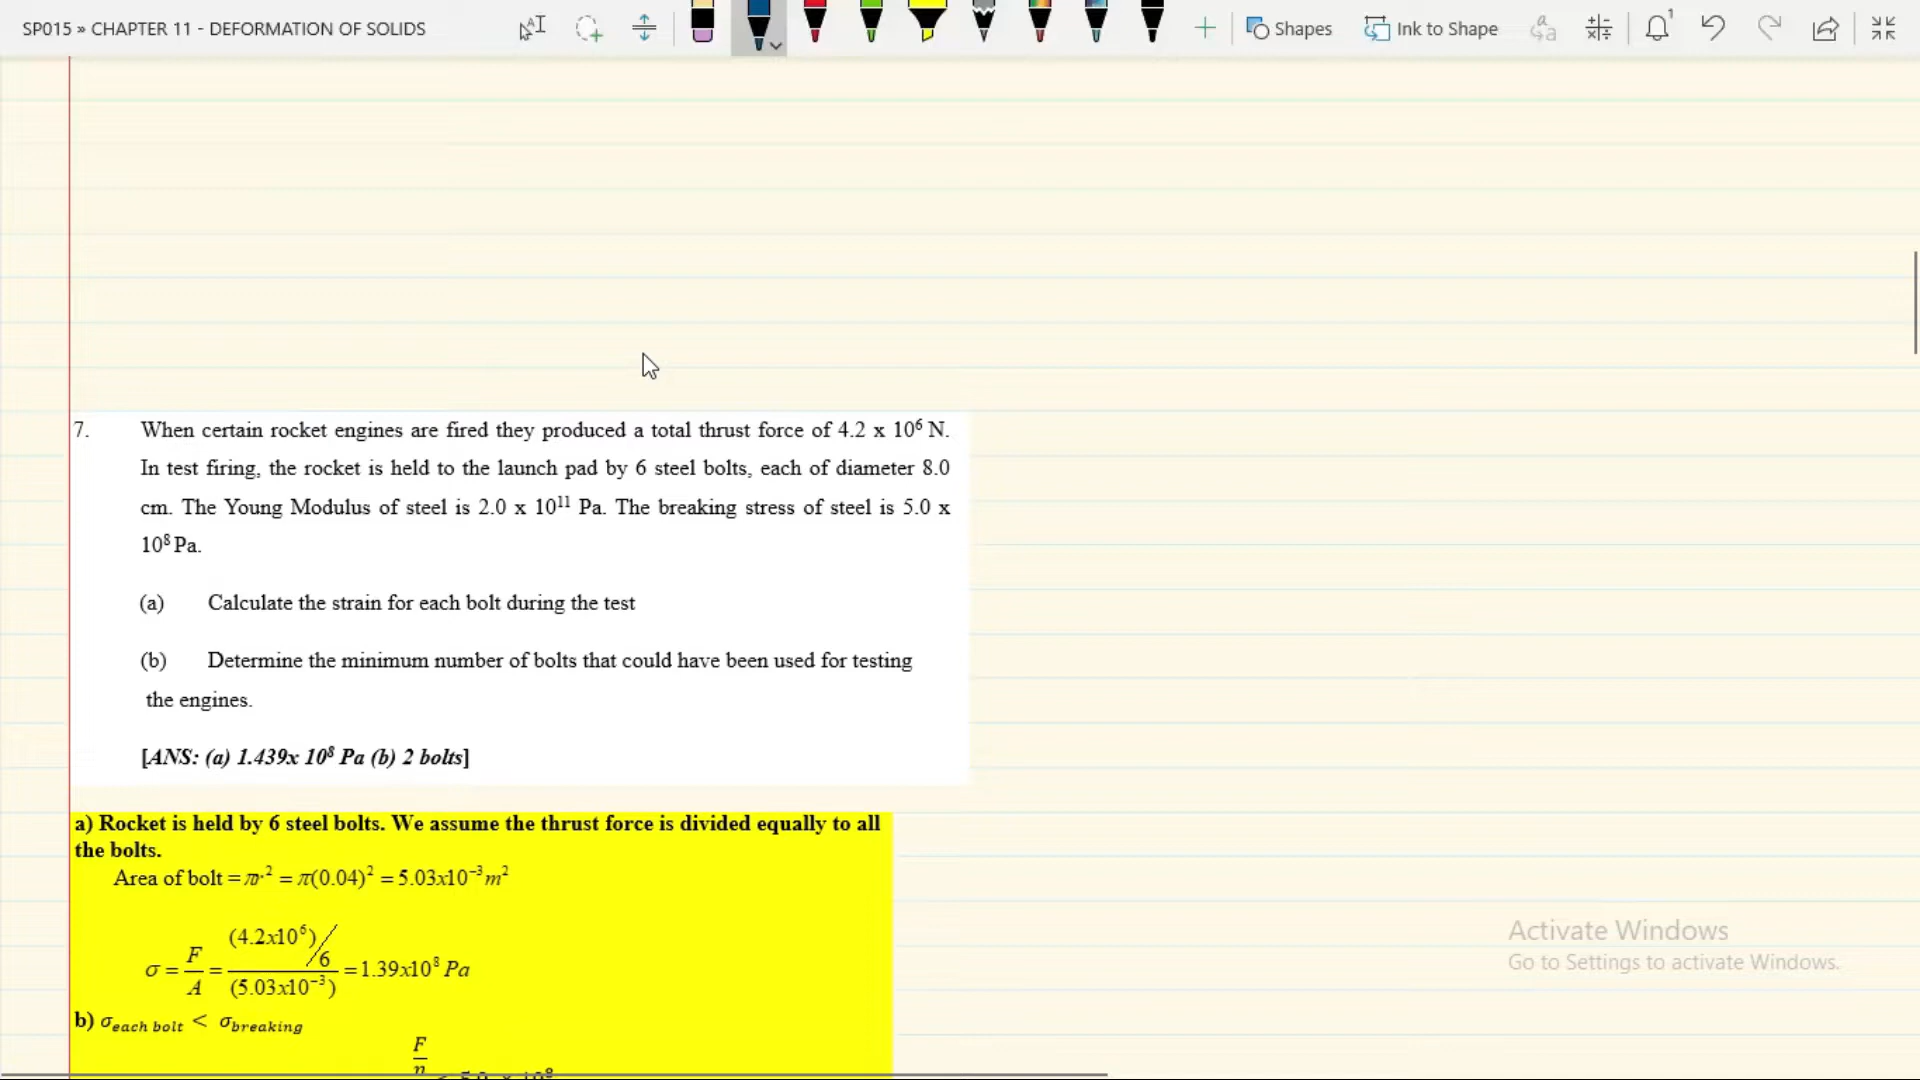 SP015 » CHAPTER 11 - DEFORMATION OF SOLIDS
Shapes
Ink to Shape
1
7. When certain rocket engines are fired they produced a total thrust force of 4.2 x 10⁶ N.
In test firing, the rocket is held to the launch pad by 6 steel bolts, each of diameter 8.0
cm. The Young Modulus of steel is 2.0 x 10¹¹ Pa. The breaking stress of steel is 5.0 x
10⁸ Pa.
(a) Calculate the strain for each bolt during the test
(b) Determine the minimum number of bolts that could have been used for testing
the engines.
[ANS: (a) 1.439x 10⁸ Pa (b) 2 bolts]
a) Rocket is held by 6 steel bolts. We assume the thrust force is divided equally to all
the bolts.
Area of bolt = πr² = π(0.04)² = 5.03x10⁻³m²
σ = F/A = ((4.2x10⁶)/6)/(5.03x10⁻³) = 1.39x10⁸ Pa
b) σ each bolt < σ breaking
F
n
Activate Windows
Go to Settings to activate Windows.